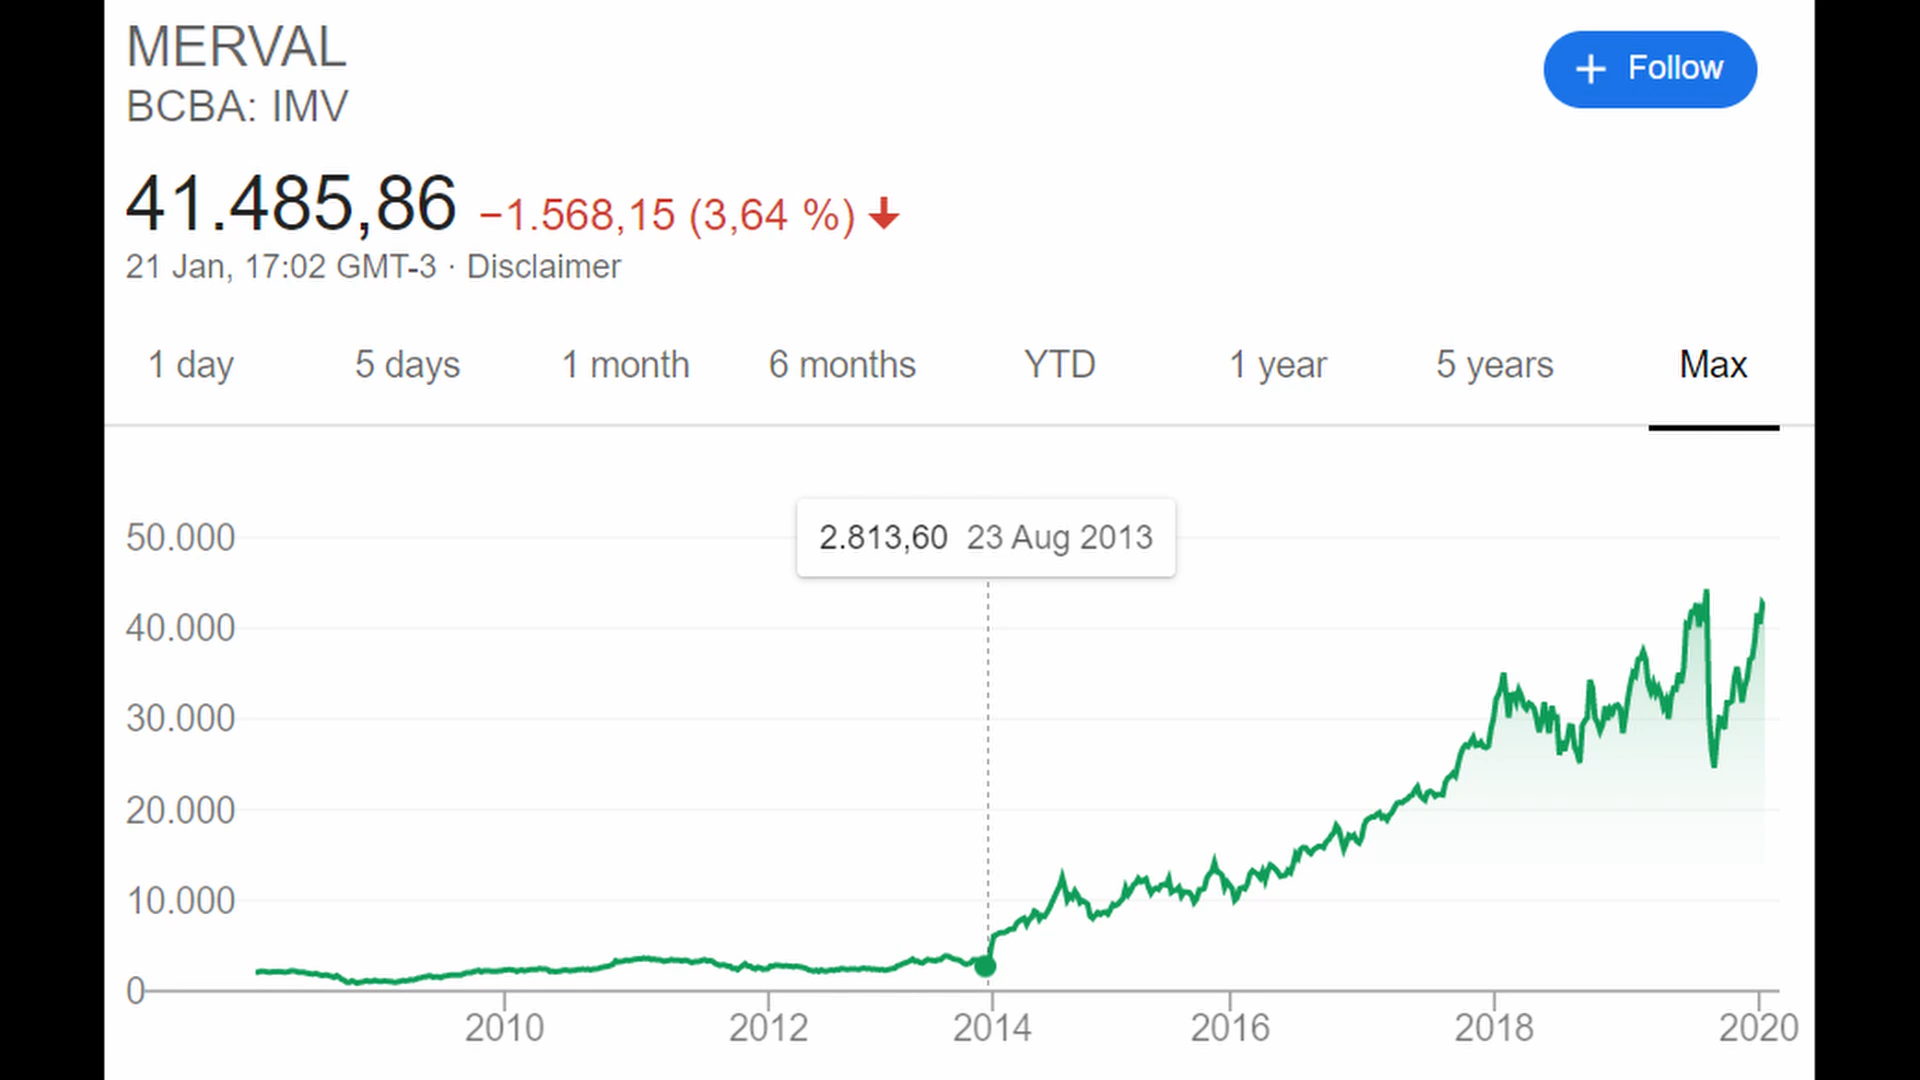 MERVAL
+ Follow
BCBA: IMV
41.485,86 −1.568,15 (3,64 %)
21 Jan, 17:02 GMT-3 · Disclaimer
1 day 5 days 1 month 6 months YTD 1 year 5 years Max
2.813,60 23 Aug 2013
50.000
40.000
30.000
20.000
10.000
0
2010 2012 2014 2016 2018 2020